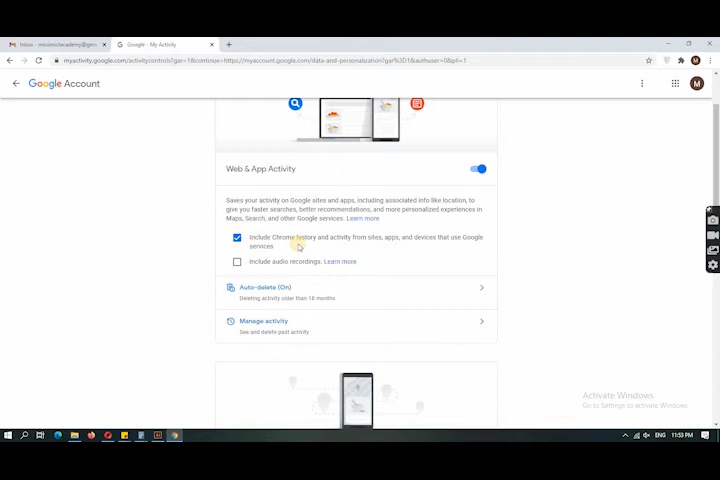 Inbox - micomictacademy@gma
Google - My Activity
myactivity.google.com/activitycontrols?gar=1&continue=https://myaccount.google.com/data-and-personalization?gar%3D1&authuser=0&pli=1
M
Google Account
M
Web & App Activity
Saves your activity on Google sites and apps, including associated info like location, to
give you faster searches, better recommendations, and more personalized experiences in
Maps, Search, and other Google services. Learn more
Include Chrome history and activity from sites, apps, and devices that use Google
services
Include audio recordings. Learn more
Auto-delete (On)
Deleting activity older than 18 months
Manage activity
See and delete past activity
Activate Windows
Go to Settings to activate Windows.
ENG
11:53 PM